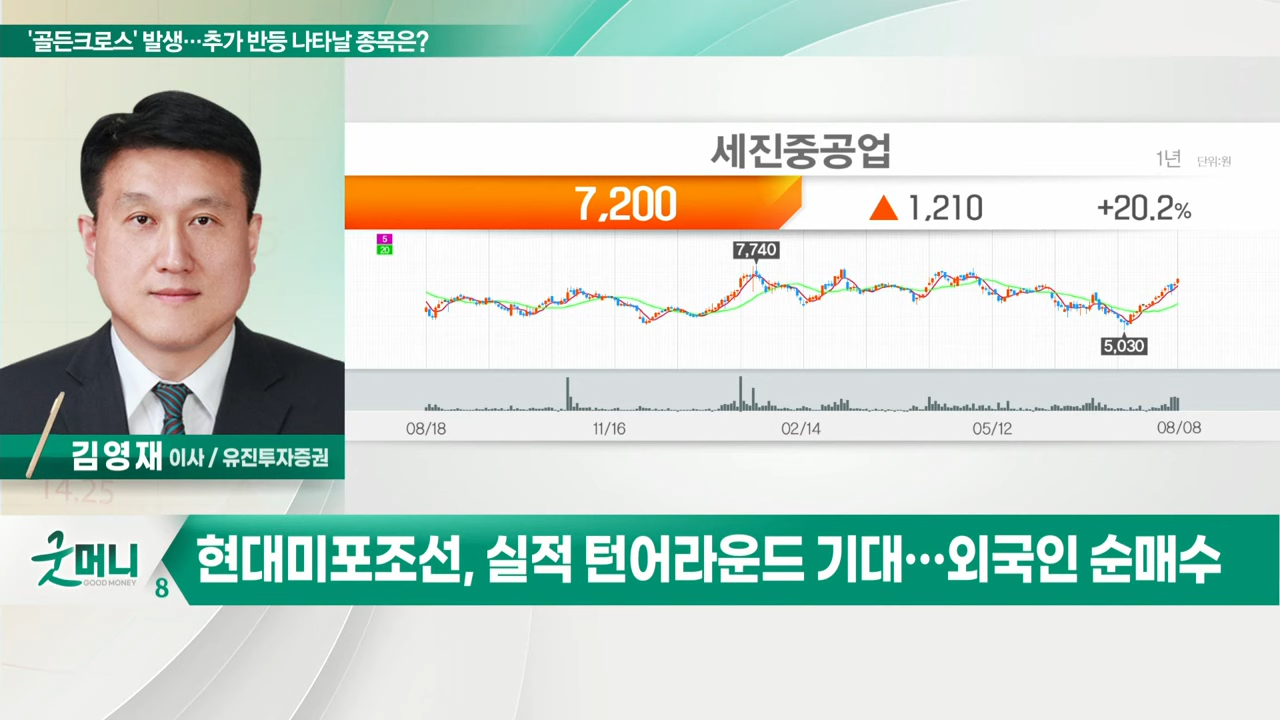 '골든크로스' 발생…추가 반등 나타날 종목은?
세진중공업
1년 단위:원
7,200 ▲ 1,210 +20.2%
5
20
7,740
5,030
08/18 11/16 02/14 05/12 08/08
김영재 이사 / 유진투자증권
14.25
굿머니
GOOD MONEY
8
현대미포조선, 실적 턴어라운드 기대…외국인 순매수